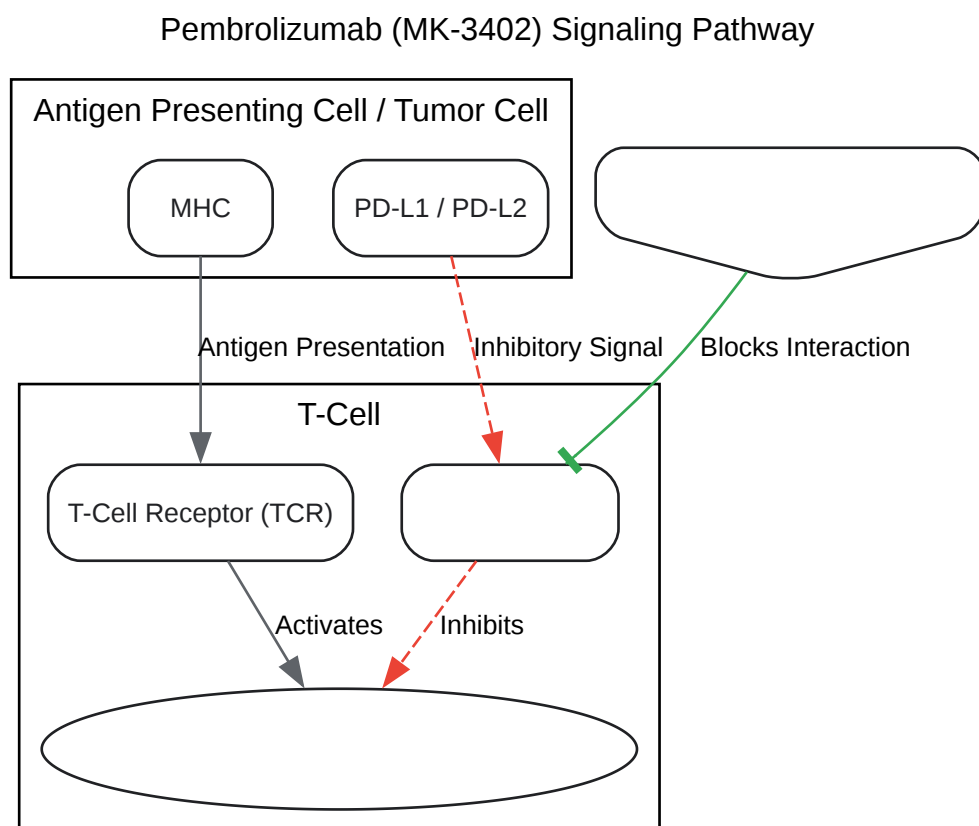 Pembrolizumab (MK-3402) Signaling Pathway
Antigen Presenting Cell / Tumor Cell
MHC
PD-L1 / PD-L2
Antigen Presentation
Inhibitory Signal
Blocks Interaction
T-Cell
T-Cell Receptor (TCR)
Activates
Inhibits